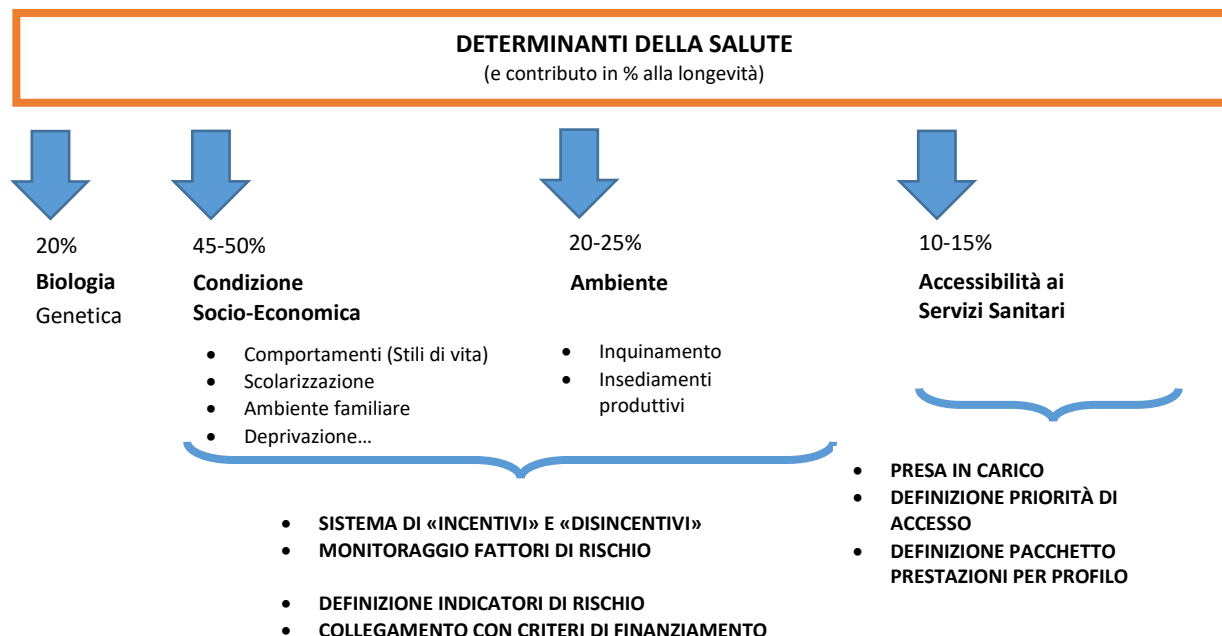 DETERMINANTI DELLA SALUTE
(e contributo in % alla longevità)
20%
Biologia
Genetica
45-50%
Condizione
Socio-Economica
• Comportamenti (Stili di vita)
• Scolarizzazione
• Ambiente familiare
• Deprivazione…
20-25%
Ambiente
• Inquinamento
• Insediamenti
produttivi
10-15%
Accessibilità ai
Servizi Sanitari
• SISTEMA DI «INCENTIVI» E «DISINCENTIVI»
• MONITORAGGIO FATTORI DI RISCHIO
• DEFINIZIONE INDICATORI DI RISCHIO
• COLLEGAMENTO CON CRITERI DI FINANZIAMENTO
• PRESA IN CARICO
• DEFINIZIONE PRIORITÀ DI
ACCESSO
• DEFINIZIONE PACCHETTO
PRESTAZIONI PER PROFILO